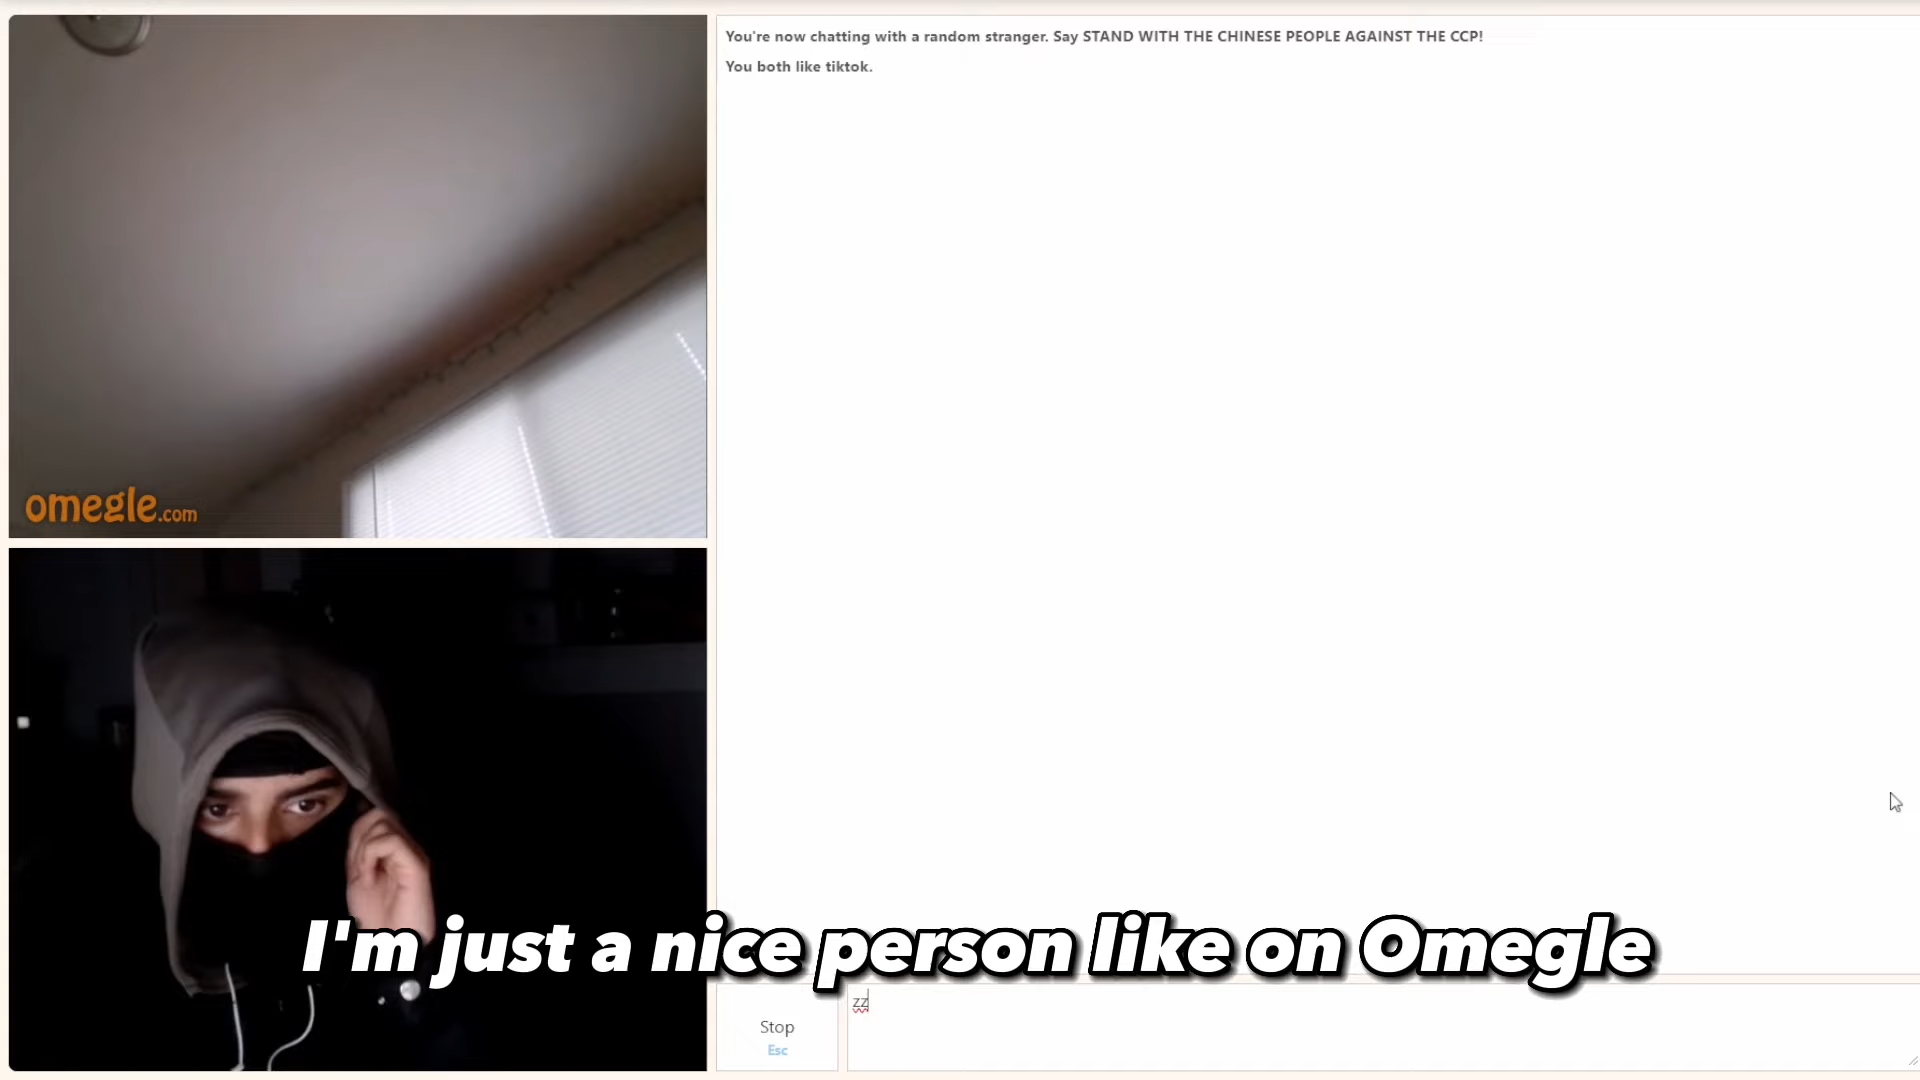 You're now chatting with a random stranger. Say STAND WITH THE CHINESE PEOPLE AGAINST THE CCP!
You both like tiktok.
omegle.com
I'm just a nice person like on Omegle
Stop
Esc
zz